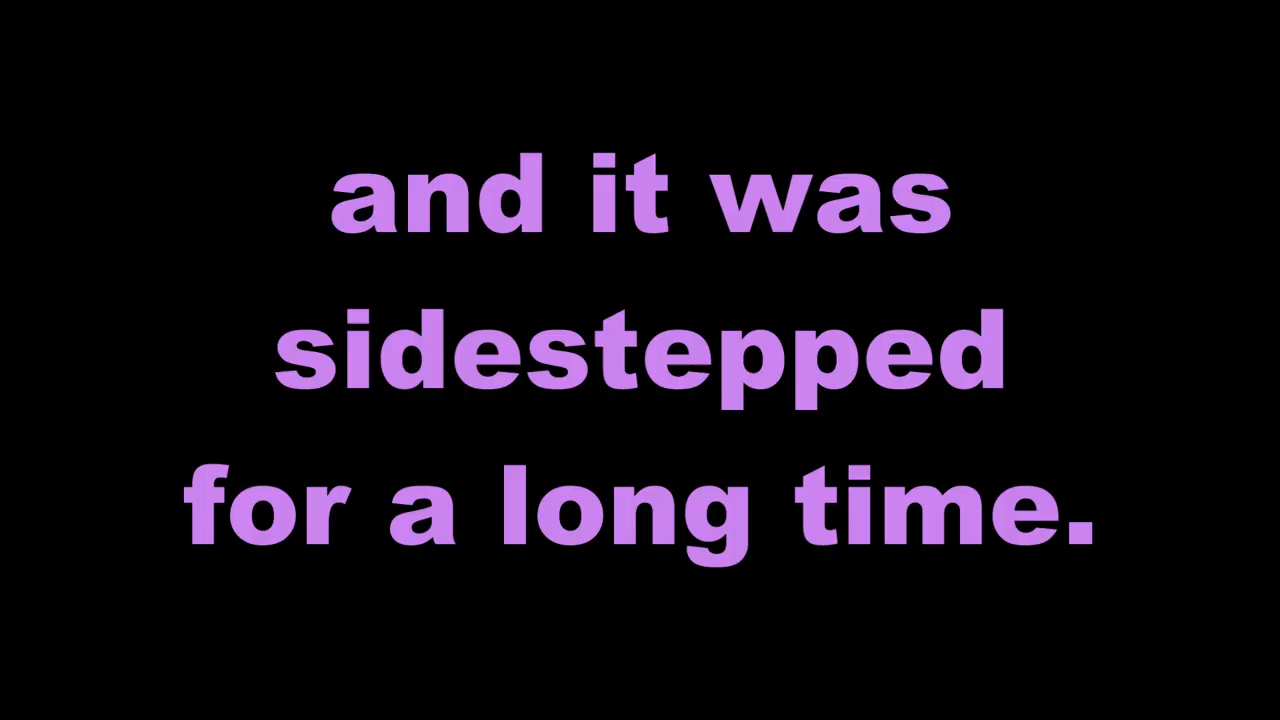 and it was
sidestepped
for a long time.